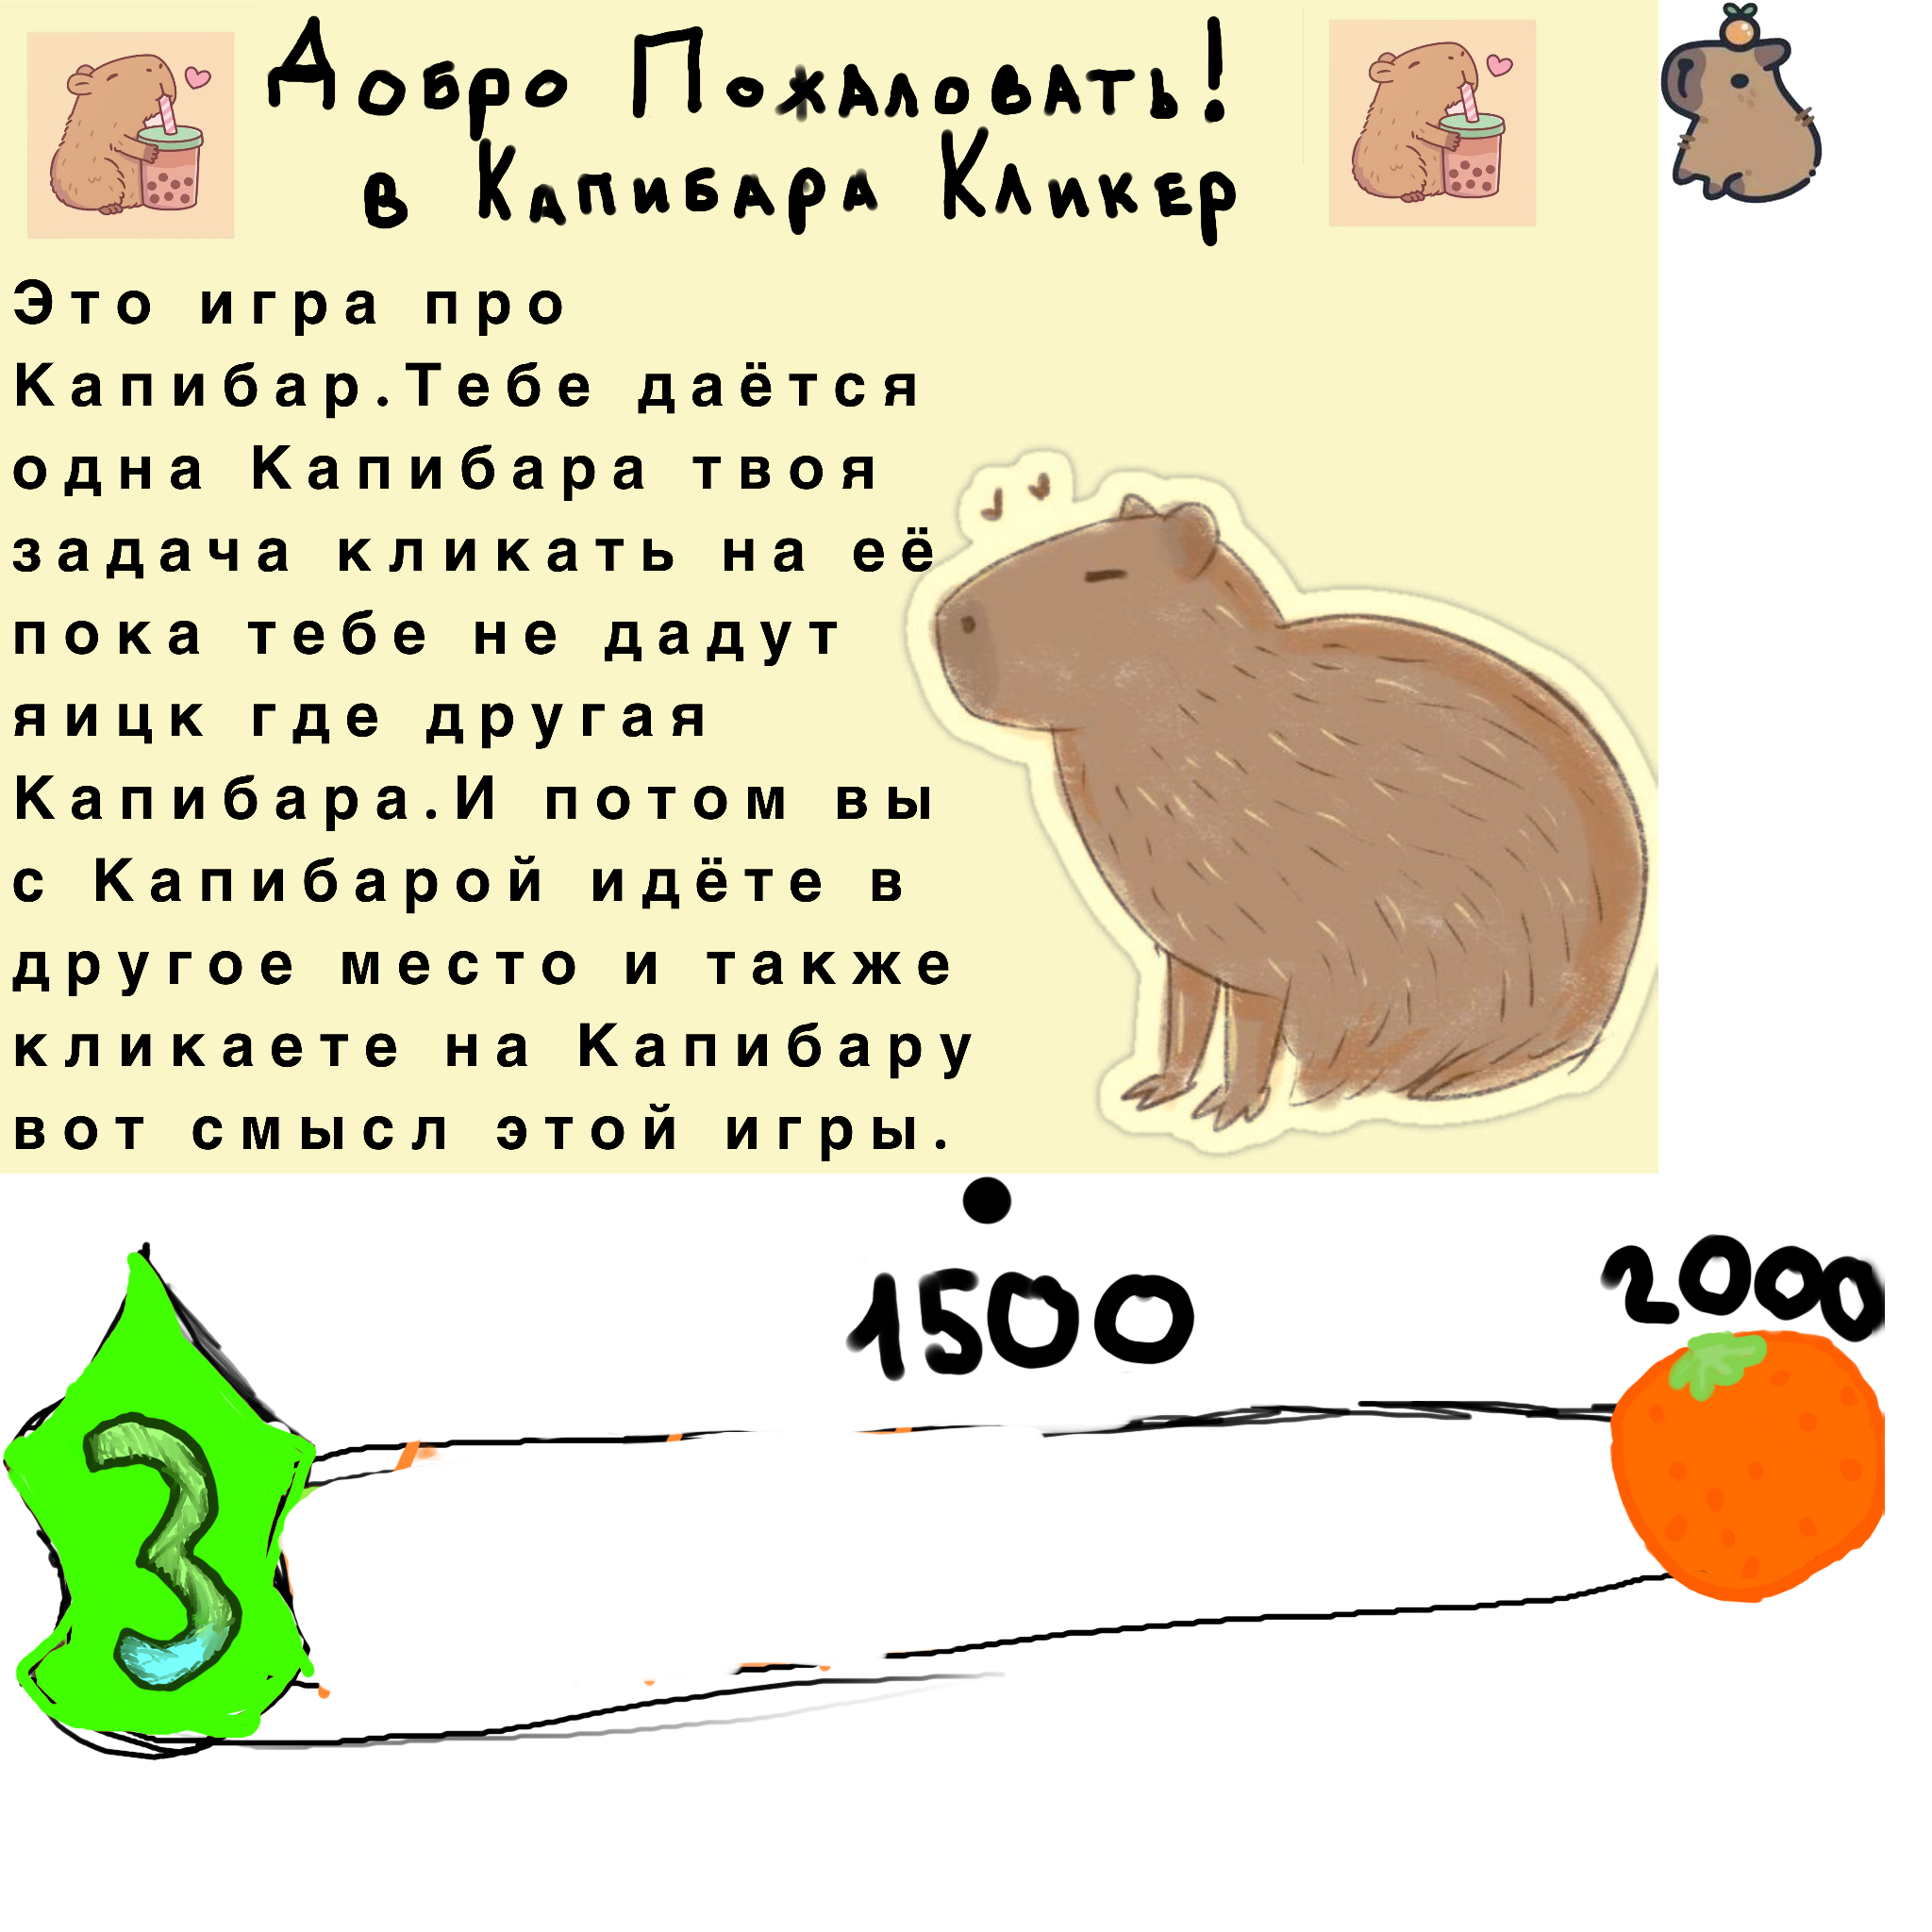 Добро Пожаловать!
в Капибара Кликер
Это игра про
Капибар.Тебе даётся
одна Капибара твоя
задача кликать на её
пока тебе не дадут
яицк где другая
Капибара.И потом вы
с Капибарой идёте в
другое место и также
кликаете на Капибару
вот смысл этой игры.
1500
2000
3